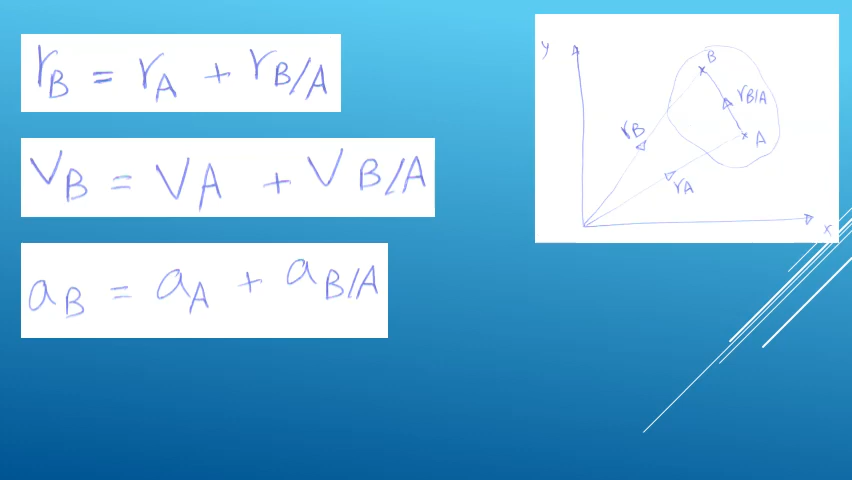 rB = rA + rB/A
VB = VA + VB/A
aB = aA + aB/A
y
B
rB/A
rB
A
rA
x